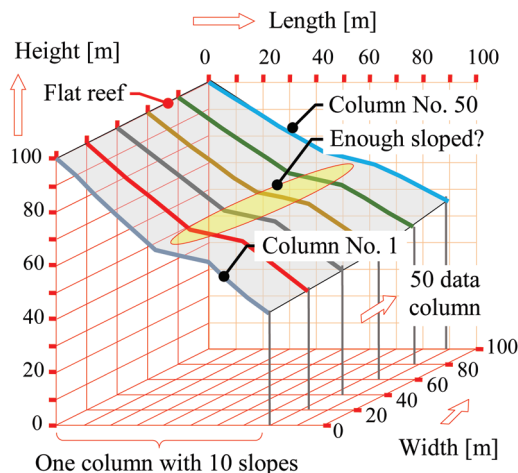 Length [m]
Height [m]
0 20 40 60 80 100
Flat reef
Column No. 50
Enough sloped?
100
80
60
40
20
0
Column No. 1
50 data
column
100
80
60
40
20
0
Width [m]
One column with 10 slopes